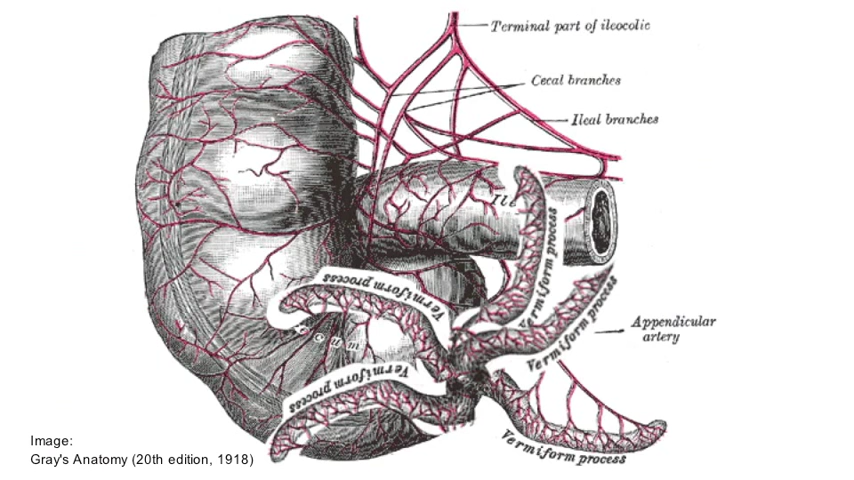 Terminal part of ileocolic
Cecal branches
Ileal branches
Ile
Vermiform process
Vermiform process
Vermiform process
Appendicular
artery
Vermiform process
Vermiform process
Image:
Gray's Anatomy (20th edition, 1918)